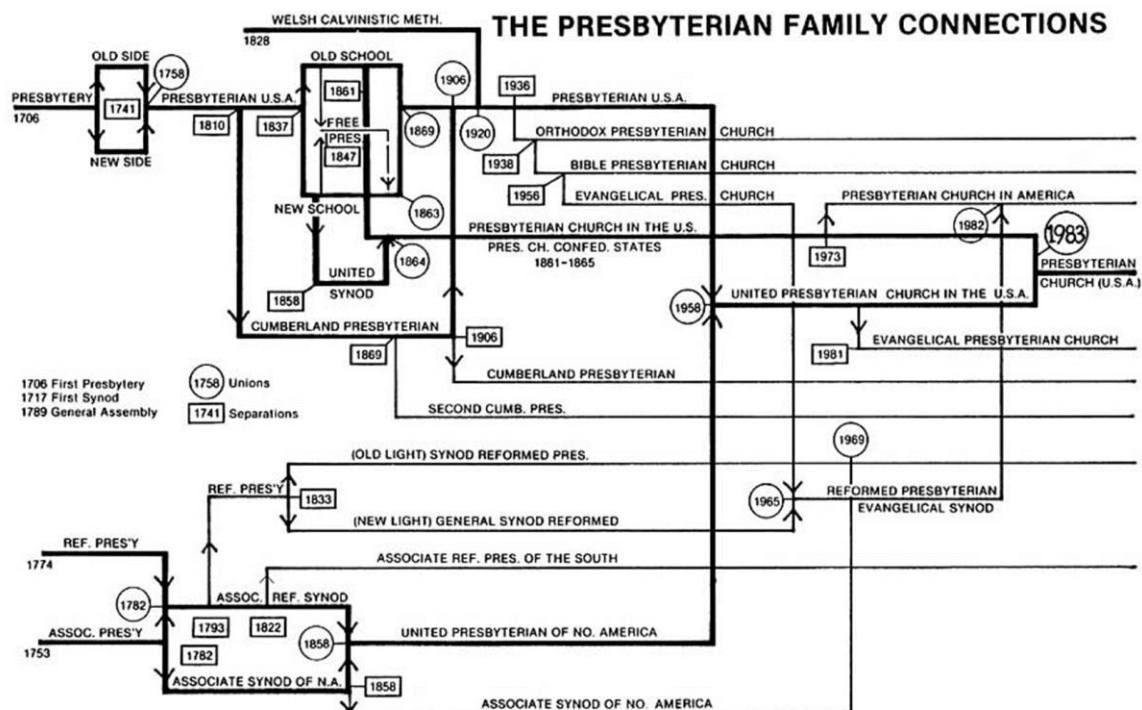 THE PRESBYTERIAN FAMILY CONNECTIONS
WELSH CALVINISTIC METH.
1828
OLD SIDE
1758
OLD SCHOOL
1906
1936
PRESBYTERY
1706
1741
PRESBYTERIAN U.S.A.
1861
PRESBYTERIAN U.S.A.
1810
1837
FREE
PRES.
1847
1869
1920
ORTHODOX PRESBYTERIAN CHURCH
NEW SIDE
1938
BIBLE PRESBYTERIAN CHURCH
1956
EVANGELICAL PRES. CHURCH
PRESBYTERIAN CHURCH IN AMERICA
NEW SCHOOL
1863
1982
PRESBYTERIAN CHURCH IN THE U.S.
1983
PRES. CH. CONFED. STATES
1861-1865
1864
1973
PRESBYTERIAN
CHURCH (U.S.A.)
UNITED
SYNOD
1858
UNITED PRESBYTERIAN CHURCH IN THE U.S.A.
1958
CUMBERLAND PRESBYTERIAN
1869
1906
1981
EVANGELICAL PRESBYTERIAN CHURCH
1706 First Presbytery
1717 First Synod
1789 General Assembly
1758 Unions
1741 Separations
CUMBERLAND PRESBYTERIAN
SECOND CUMB. PRES.
1969
(OLD LIGHT) SYNOD REFORMED PRES.
REF. PRES'Y
1833
1965
REFORMED PRESBYTERIAN
EVANGELICAL SYNOD
(NEW LIGHT) GENERAL SYNOD REFORMED
REF. PRES'Y
1774
ASSOCIATE REF. PRES. OF THE SOUTH
1782
ASSOC. REF. SYNOD
1793
1822
ASSOC. PRES'Y
1753
1782
1858
UNITED PRESBYTERIAN OF NO. AMERICA
ASSOCIATE SYNOD OF N.A.
1858
ASSOCIATE SYNOD OF NO. AMERICA